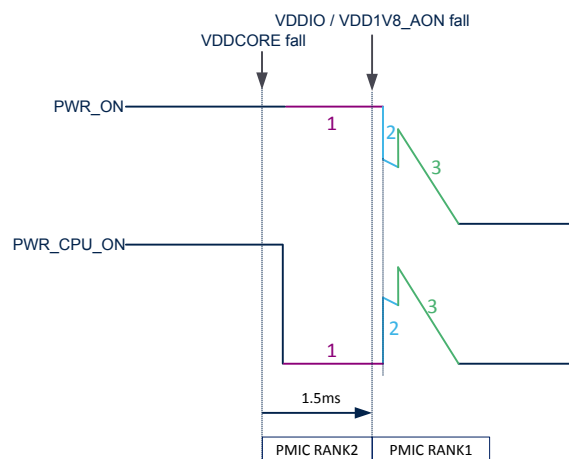 VDDIO / VDD1V8_AON fall
VDDCORE fall
PWR_ON
1
2
3
PWR_CPU_ON
3
2
1
1.5ms
PMIC RANK2
PMIC RANK1